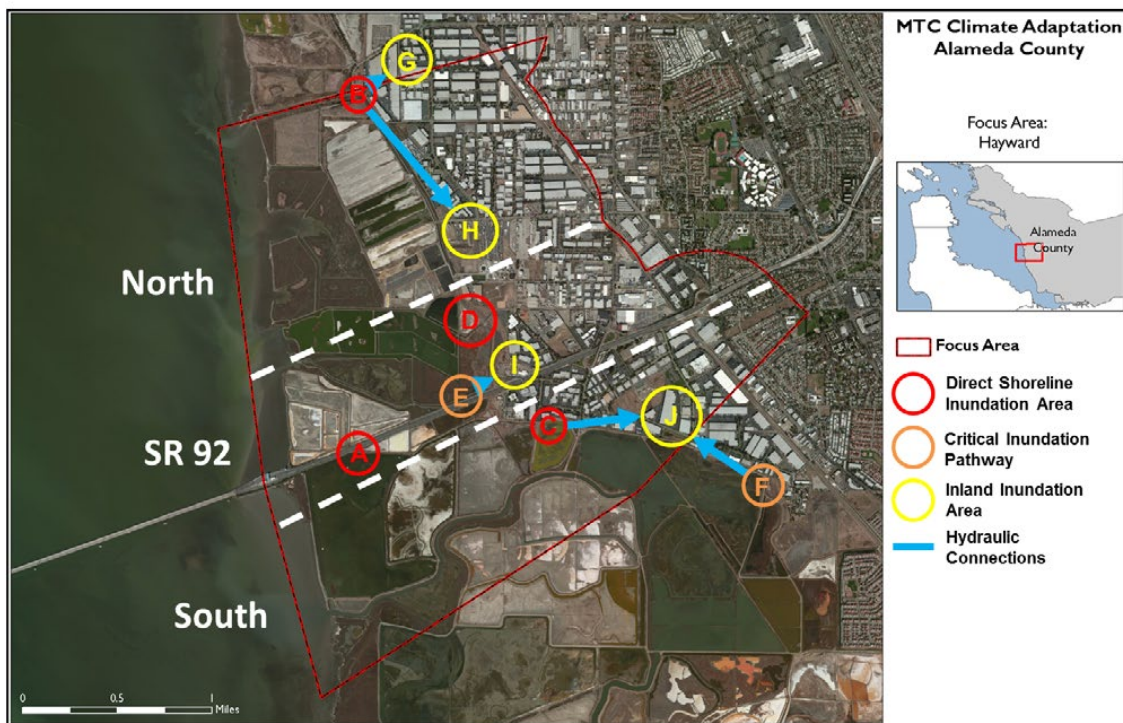 MTC Climate Adaptation
Alameda County
Focus Area:
Hayward
Alameda
County
Focus Area
Direct Shoreline
Inundation Area
Critical Inundation
Pathway
Inland Inundation
Area
Hydraulic
Connections
G
B
H
North
D
I
E
C
J
SR 92
A
F
South
0 0.5 1
Miles